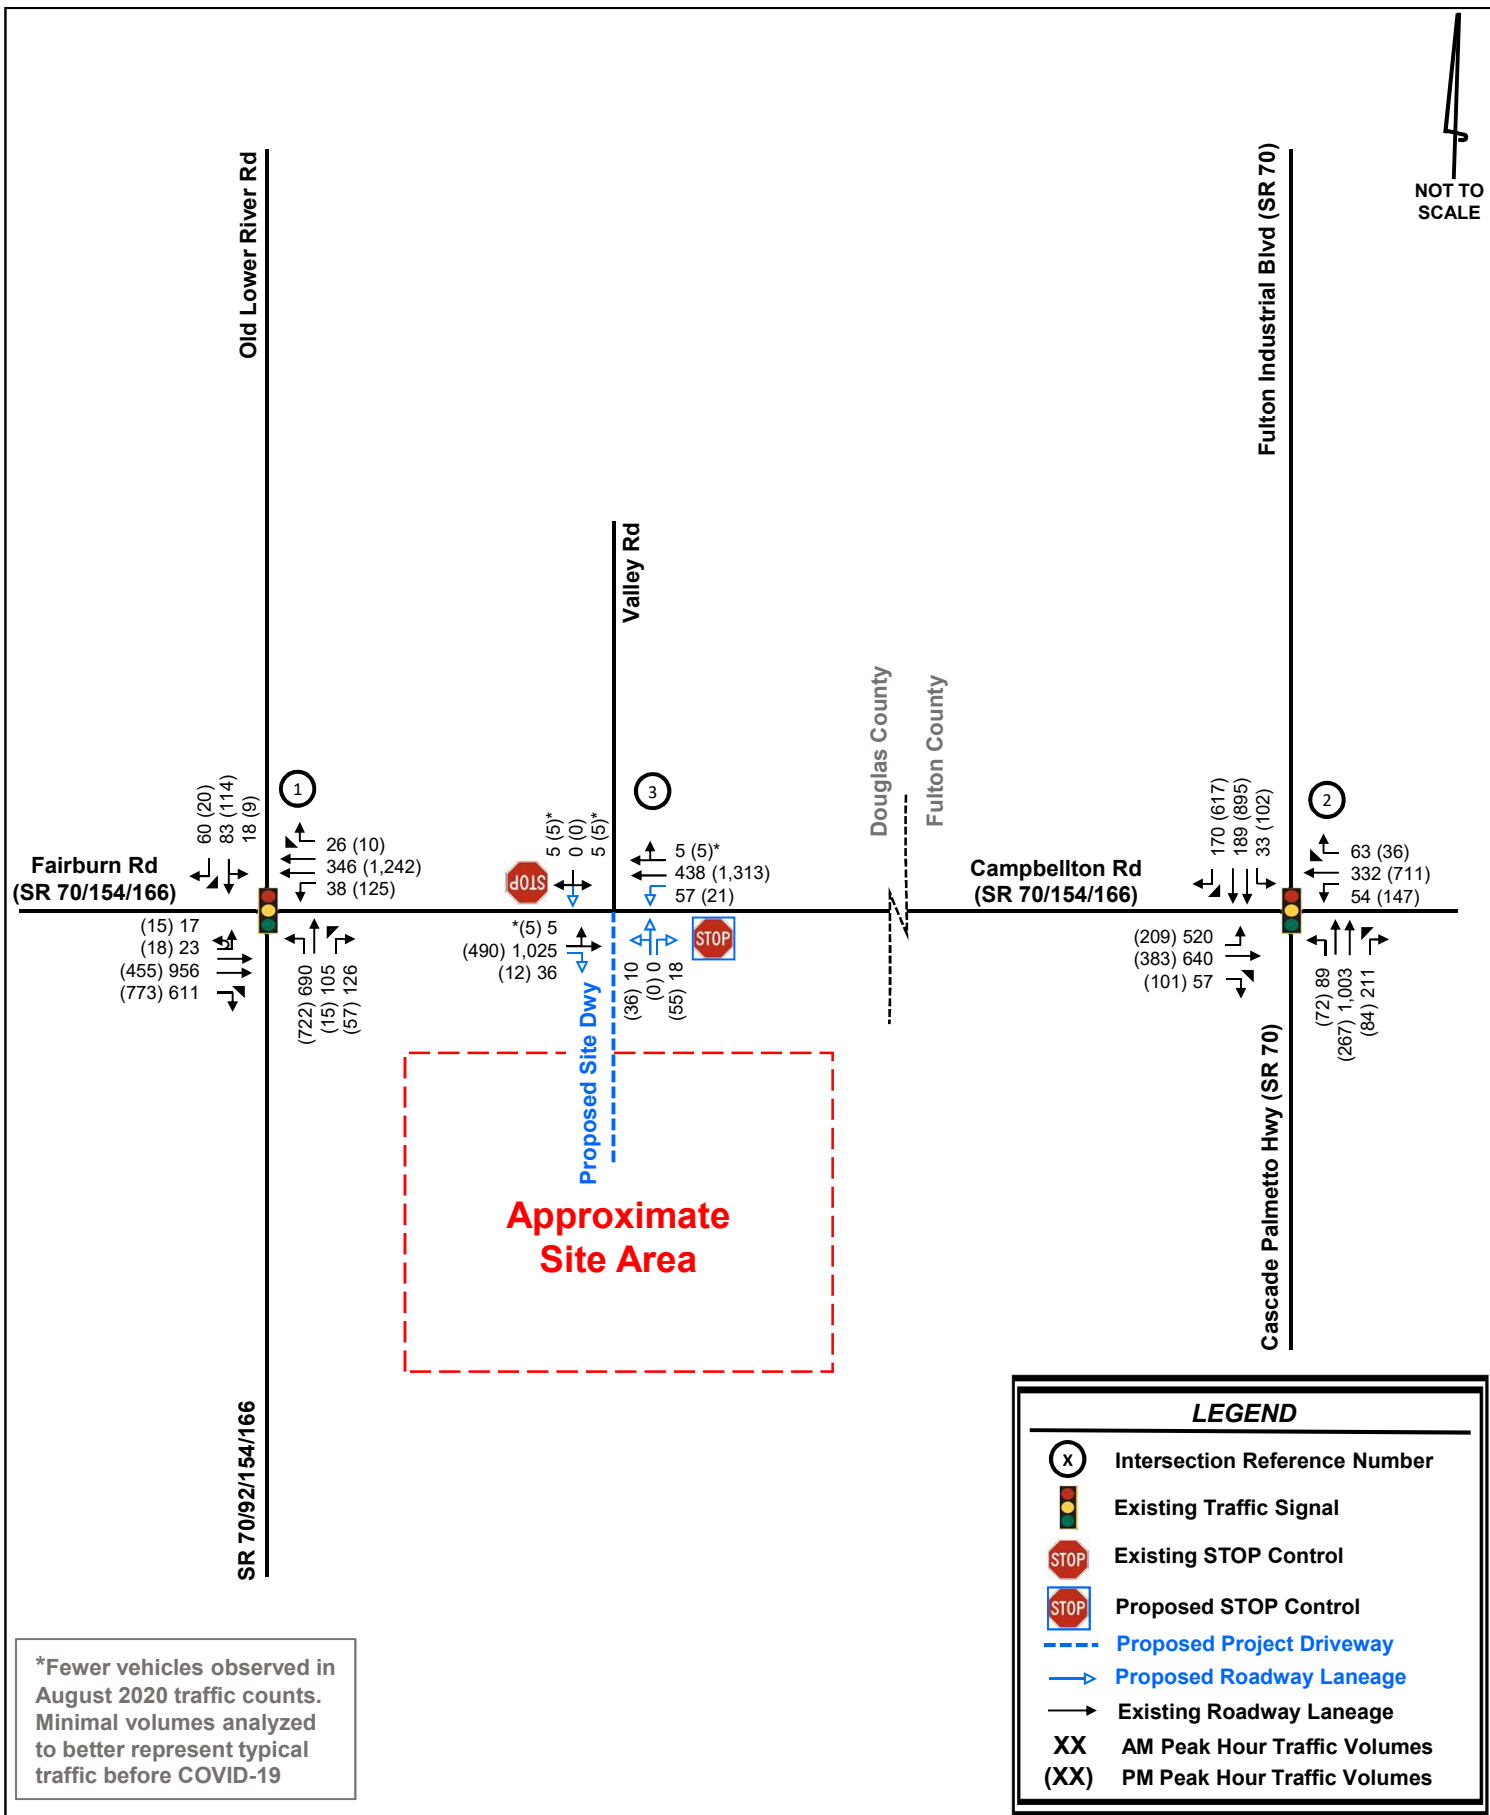 NOT TO
SCALE
Old Lower River Rd
Fulton Industrial Blvd (SR 70)
Valley Rd
Douglas County
Fulton County
1
3
2
60 (20)
83 (114)
18 (9)
26 (10)
346 (1,242)
38 (125)
Fairburn Rd
(SR 70/154/166)
(15) 17
(18) 23
(455) 956
(773) 611
(722) 690
(15) 105
(57) 126
STOP
5 (5)*
0 (0)
5 (5)*
5 (5)*
438 (1,313)
57 (21)
*(5) 5
(490) 1,025
(12) 36
(36) 10
(0) 0
(55) 18
STOP
Campbellton Rd
(SR 70/154/166)
170 (617)
189 (895)
33 (102)
63 (36)
332 (711)
54 (147)
(209) 520
(383) 640
(101) 57
(72) 89
(267) 1,003
(84) 211
Proposed Site Dwy
Approximate
Site Area
Cascade Palmetto Hwy (SR 70)
SR 70/92/154/166
*Fewer vehicles observed in
August 2020 traffic counts.
Minimal volumes analyzed
to better represent typical
traffic before COVID-19
LEGEND
X Intersection Reference Number
Existing Traffic Signal
STOP Existing STOP Control
STOP Proposed STOP Control
Proposed Project Driveway
Proposed Roadway Laneage
Existing Roadway Laneage
XX AM Peak Hour Traffic Volumes
(XX) PM Peak Hour Traffic Volumes